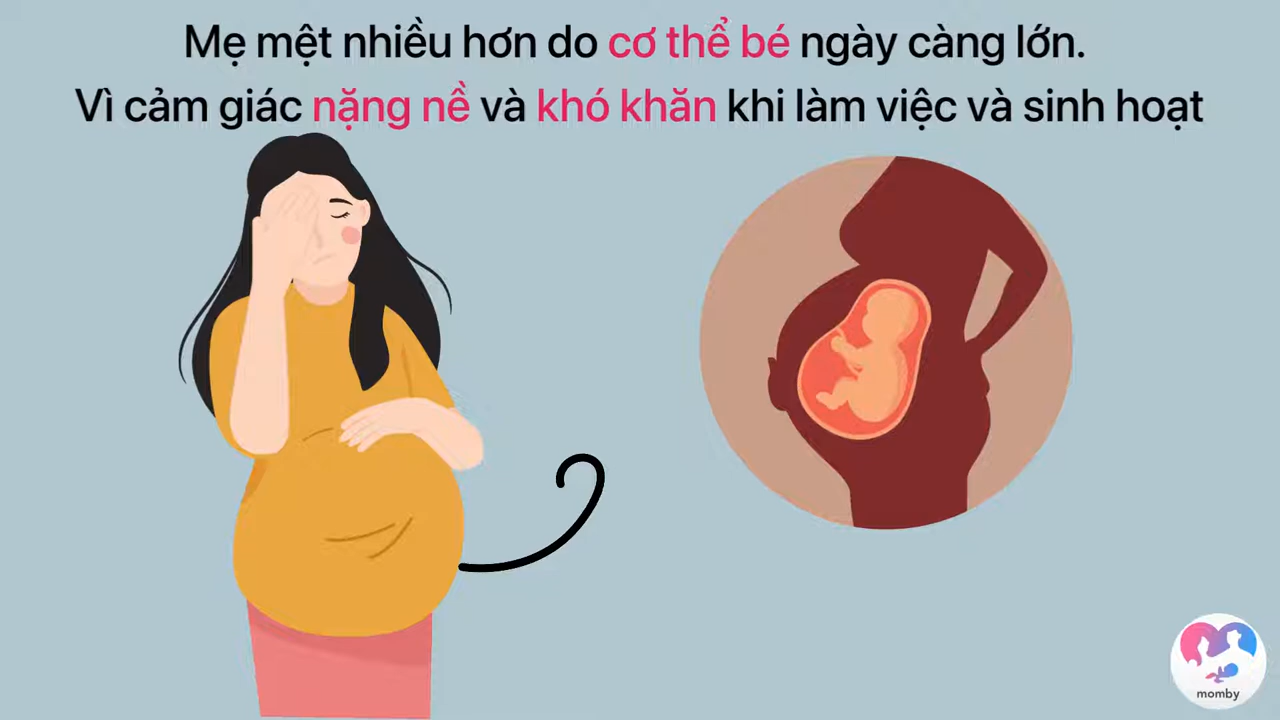 Mẹ mệt nhiều hơn do cơ thể bé ngày càng lớn.
Vì cảm giác nặng nề và khó khăn khi làm việc và sinh hoạt
momby